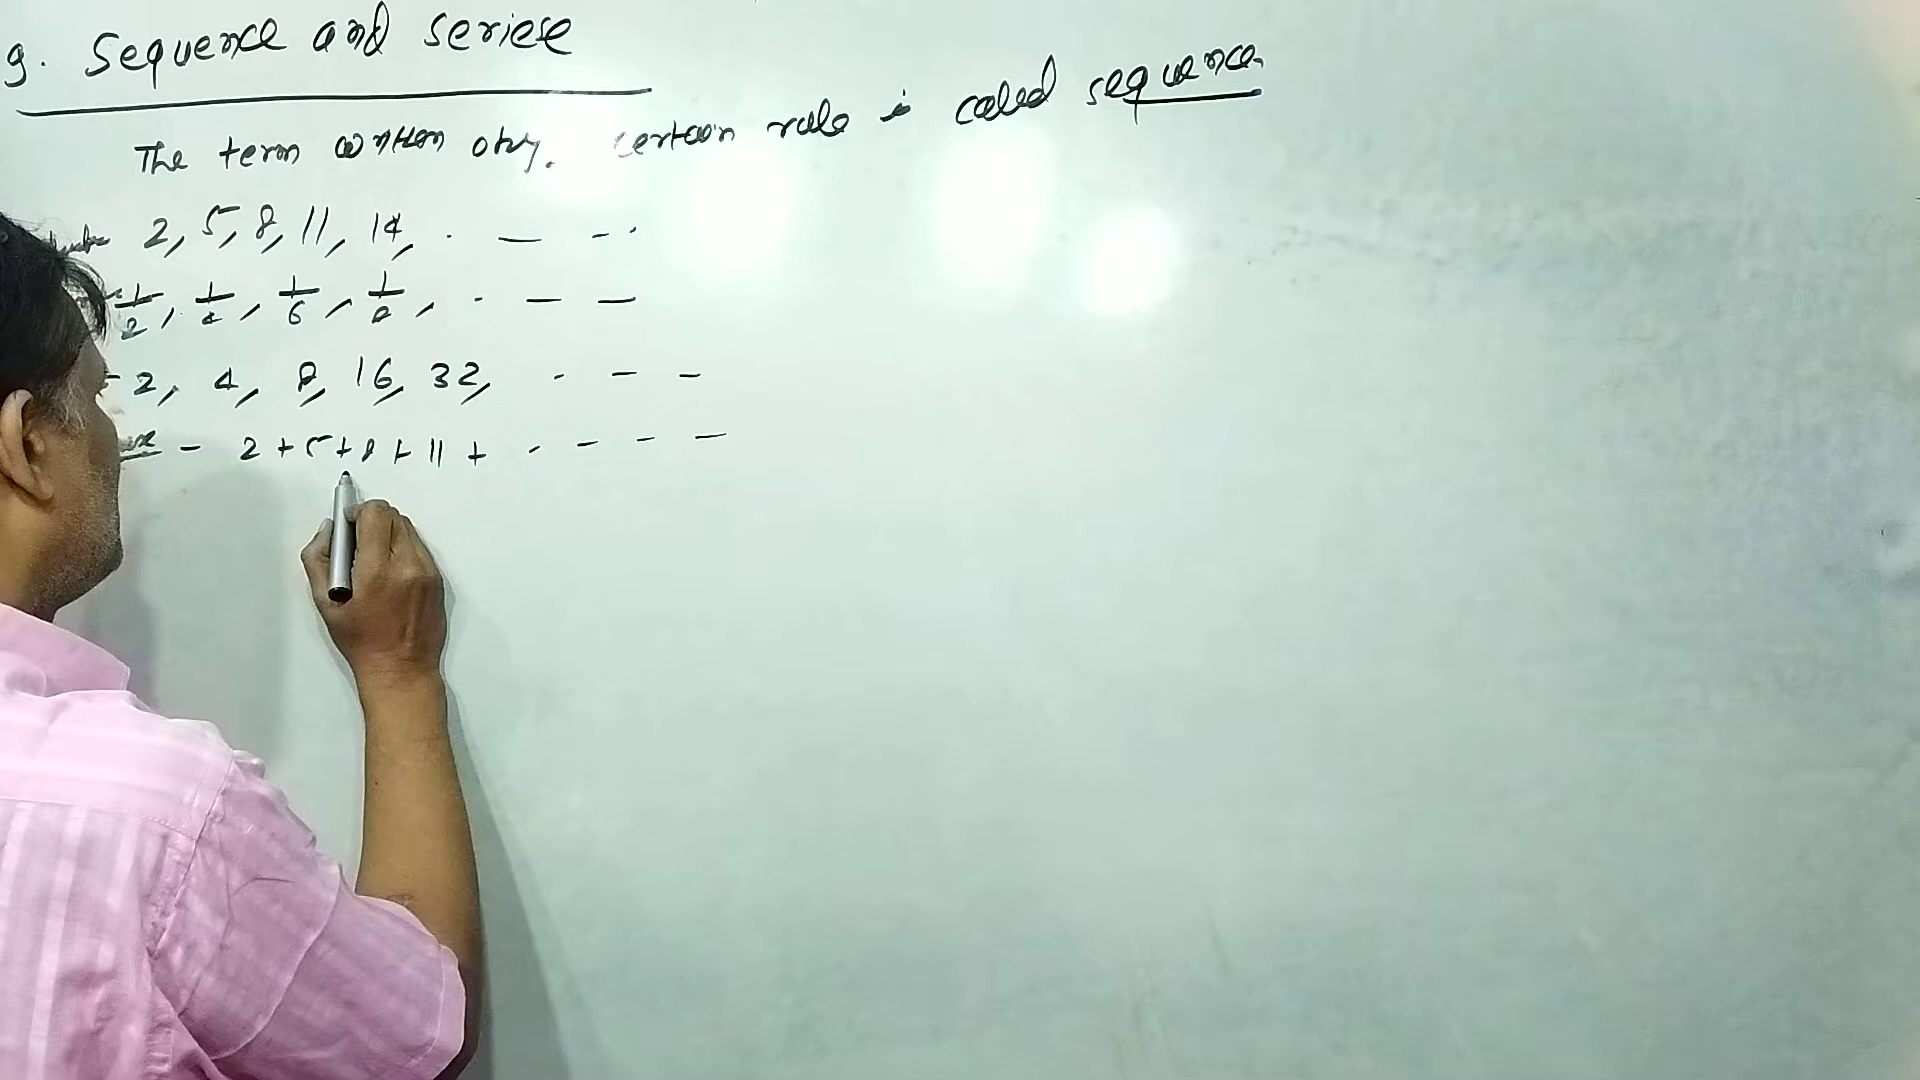 9. Sequence and seriese
The term written obey. certain rule is called sequence.
2, 5, 8, 11, 14, . — - .
1/2, 1/4, 1/6, 1/8, . — —
- 2, 4, 8, 16, 32, . — —
- 2 + 5 + 8 + 11 + . - - —